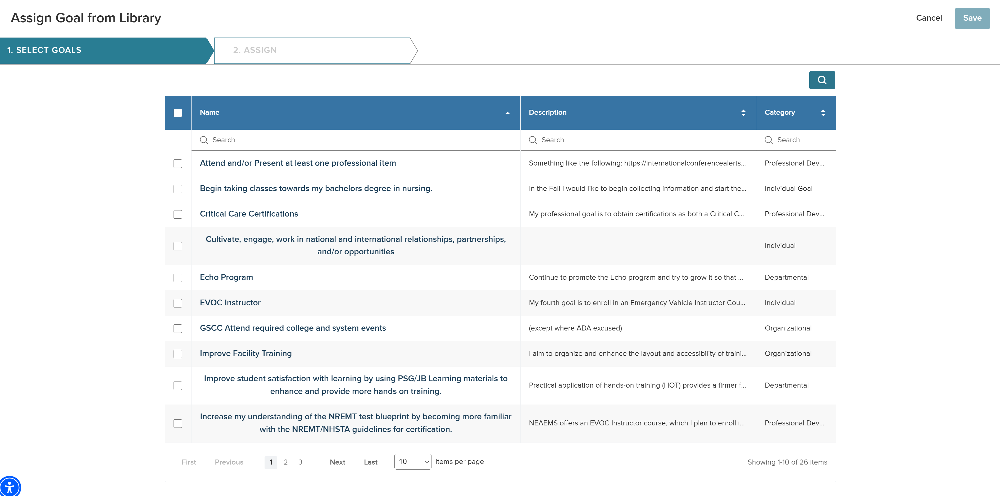 Assign Goal from Library
Cancel
Save
1. SELECT GOALS
2. ASSIGN
Name
Description
Category
Search
Search
Search
Attend and/or Present at least one professional item
Something like the following: https://internationalconferencealerts...
Professional Dev...
Begin taking classes towards my bachelors degree in nursing.
In the Fall I would like to begin collecting information and start the...
Individual Goal
Critical Care Certifications
My professional goal is to obtain certifications as both a Critical C...
Professional Dev...
Cultivate, engage, work in national and international relationships, partnerships,
and/or opportunities
Individual
Echo Program
Continue to promote the Echo program and try to grow it so that ...
Departmental
EVOC Instructor
My fourth goal is to enroll in an Emergency Vehicle Instructor Cou...
Individual
GSCC Attend required college and system events
(except where ADA excused)
Organizational
Improve Facility Training
I aim to organize and enhance the layout and accessibility of traini...
Organizational
Improve student satisfaction with learning by using PSG/JB Learning materials to
enhance and provide more hands on training.
Practical application of hands-on training (HOT) provides a firmer f...
Departmental
Increase my understanding of the NREMT test blueprint by becoming more familiar
with the NREMT/NHSTA guidelines for certification.
NEAEMS offers an EVOC Instructor course, which I plan to enroll i...
Professional Dev...
First
Previous
1
2
3
Next
Last
10
Items per page
Showing 1-10 of 26 items